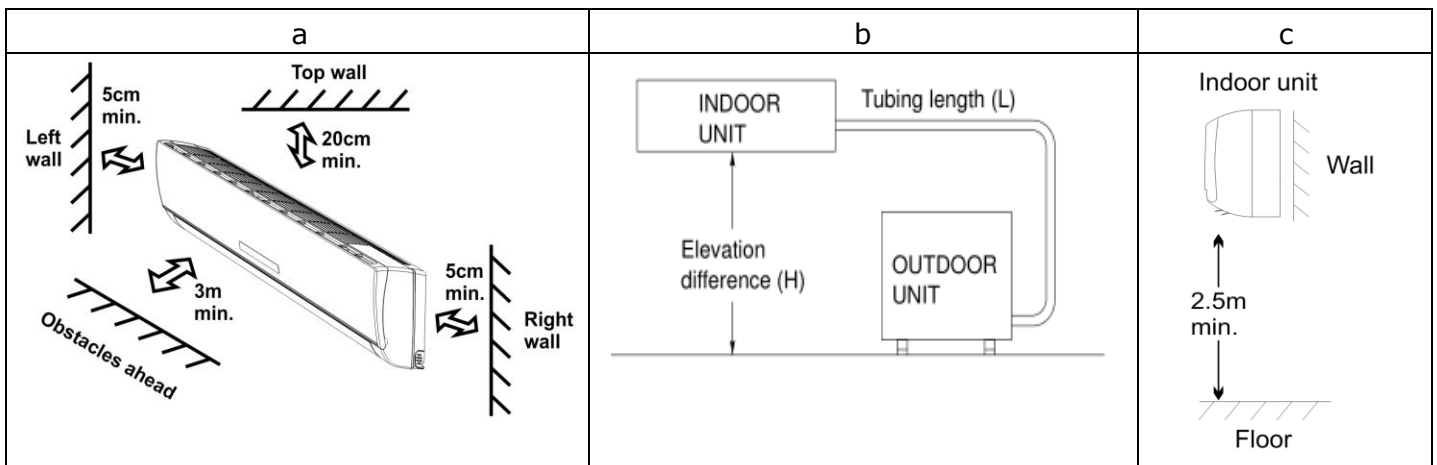 a
b
c
Top wall
5cm
min.
Left
wall
20cm
min.
3m
min.
Obstacles ahead
5cm
min.
Right
wall
INDOOR
UNIT
Tubing length (L)
Elevation
difference (H)
OUTDOOR
UNIT
Indoor unit
Wall
2.5m
min.
Floor